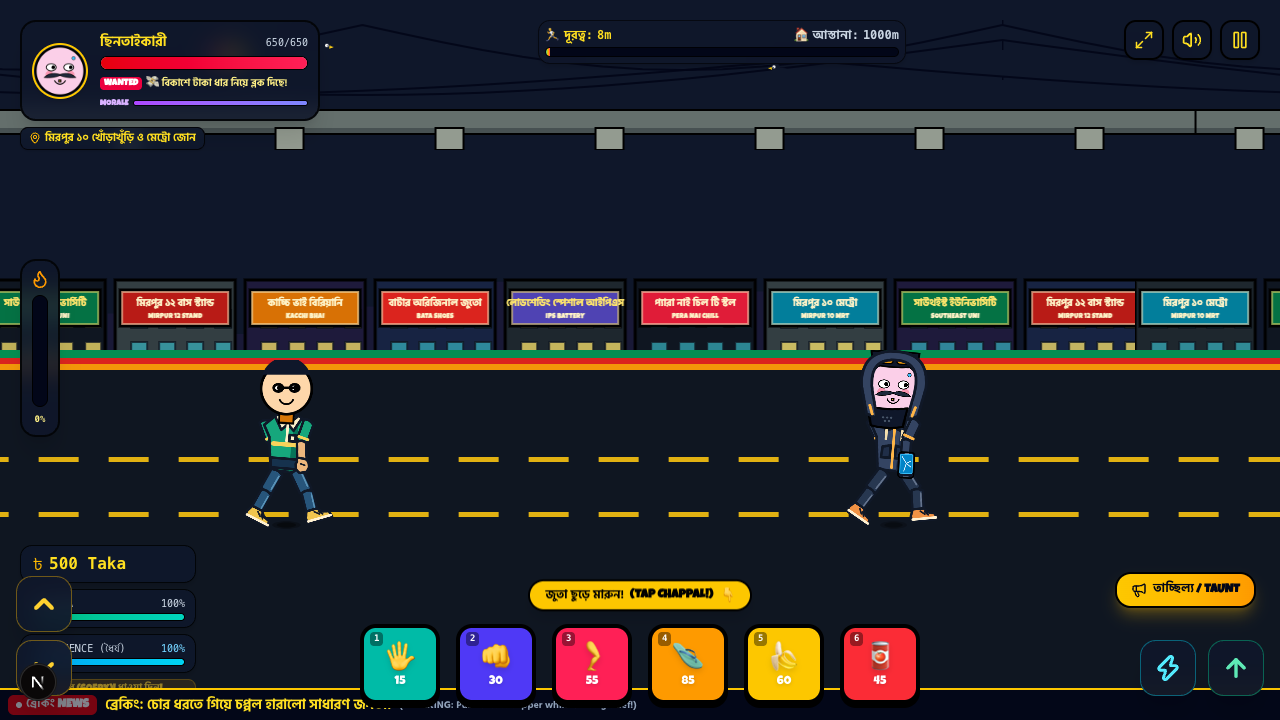 ছিনতাইকারী
650/650
WANTED 💸 বিকাশে টাকা ধার নিয়ে ব্লক দিছে!
MORALE
মিরপুর ১০ খোঁড়াখুঁড়ি ও মেট্রো জোন
🏃 দূরত্ব: 8m
🏠 আস্তানা: 1000m
মিরপুর ১২ বাস স্ট্যান্ড
MIRPUR 12 STAND
কাচ্চি ভাই বিরিয়ানি
KACCHI BHAI
বাটার অরিজিনাল জুতো
BATA SHOES
লোডশেডিং স্পেশাল আইপিএস
IPS BATTERY
প্যারা নাই চিল টি স্টল
PERA NAI CHILL
মিরপুর ১০ মেট্রো
MIRPUR 10 MRT
সাউথইস্ট ইউনিভার্সিটি
SOUTHEAST UNI
মিরপুর ১২ বাস স্ট্যান্ড
MIRPUR 12 STAND
মিরপুর ১০ মেট্রো
MIRPUR 10 MRT
0%
৳ 500 Taka
100%
(ধৈর্য) 100%
জুতা ছুড়ে মারুন! (TAP CHAPPAL!) 👇
তাচ্ছিল্য / TAUNT
1
15
2
30
3
55
4
85
5
60
6
45
N
ব্রেকিং NEWS
ব্রেকিং: চোর ধরতে গিয়ে চপ্পল হারালো সাধারণ